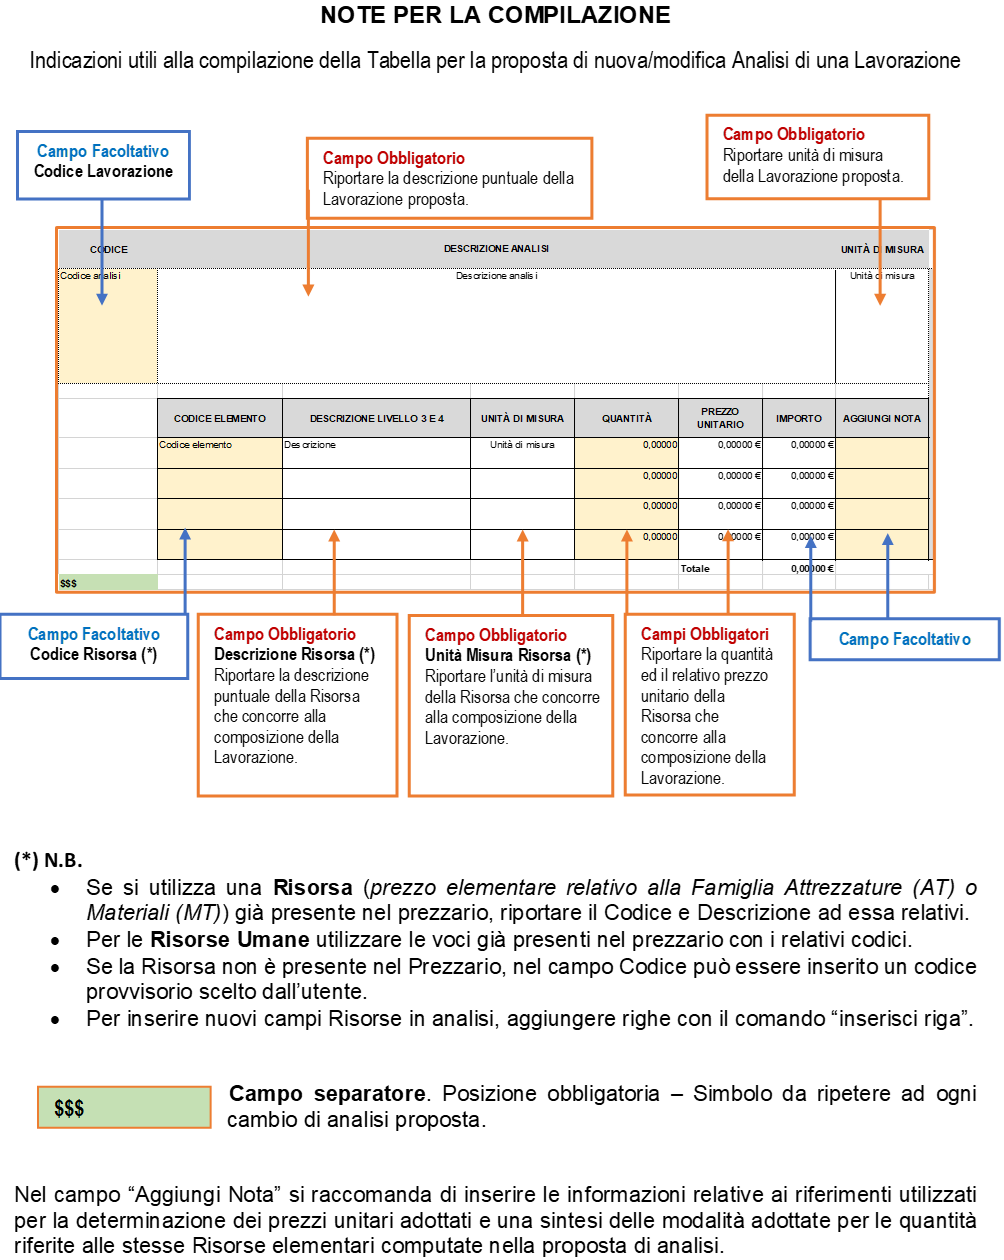 NOTE PER LA COMPILAZIONE
Indicazioni utili alla compilazione della Tabella per la proposta di nuova/modifica Analisi di una Lavorazione
Campo Facoltativo
Codice Lavorazione
Campo Obbligatorio
Riportare la descrizione puntuale della
Lavorazione proposta.
Campo Obbligatorio
Riportare unità di misura
della Lavorazione proposta.
CODICE DESCRIZIONE ANALISI UNITÀ DI MISURA
Codice analisi Descrizione analisi Unità di misura
CODICE ELEMENTO DESCRIZIONE LIVELLO 3 E 4 UNITÀ DI MISURA QUANTITÀ PREZZO UNITARIO IMPORTO AGGIUNGI NOTA
Codice elemento Descrizione Unità di misura 0,00000 0,00000 € 0,00000 €
0,00000 0,00000 € 0,00000 €
0,00000 0,00000 € 0,00000 €
0,00000 0,00000 € 0,00000 €
Totale 0,00000 €
$$$
Campo Facoltativo
Codice Risorsa (*)
Campo Obbligatorio
Descrizione Risorsa (*)
Riportare la descrizione
puntuale della Risorsa
che concorre alla
composizione della
Lavorazione.
Campo Obbligatorio
Unità Misura Risorsa (*)
Riportare l'unità di misura
della Risorsa che concorre
alla composizione della
Lavorazione.
Campi Obbligatori
Riportare la quantità
ed il relativo prezzo
unitario della
Risorsa che
concorre alla
composizione della
Lavorazione.
Campo Facoltativo
(*) N.B.
• Se si utilizza una Risorsa (prezzo elementare relativo alla Famiglia Attrezzature (AT) o
Materiali (MT)) già presente nel prezzario, riportare il Codice e Descrizione ad essa relativi.
• Per le Risorse Umane utilizzare le voci già presenti nel prezzario con i relativi codici.
• Se la Risorsa non è presente nel Prezzario, nel campo Codice può essere inserito un codice
provvisorio scelto dall'utente.
• Per inserire nuovi campi Risorse in analisi, aggiungere righe con il comando “inserisci riga”.
$$$
Campo separatore. Posizione obbligatoria – Simbolo da ripetere ad ogni
cambio di analisi proposta.
Nel campo “Aggiungi Nota” si raccomanda di inserire le informazioni relative ai riferimenti utilizzati
per la determinazione dei prezzi unitari adottati e una sintesi delle modalità adottate per le quantità
riferite alle stesse Risorse elementari computate nella proposta di analisi.